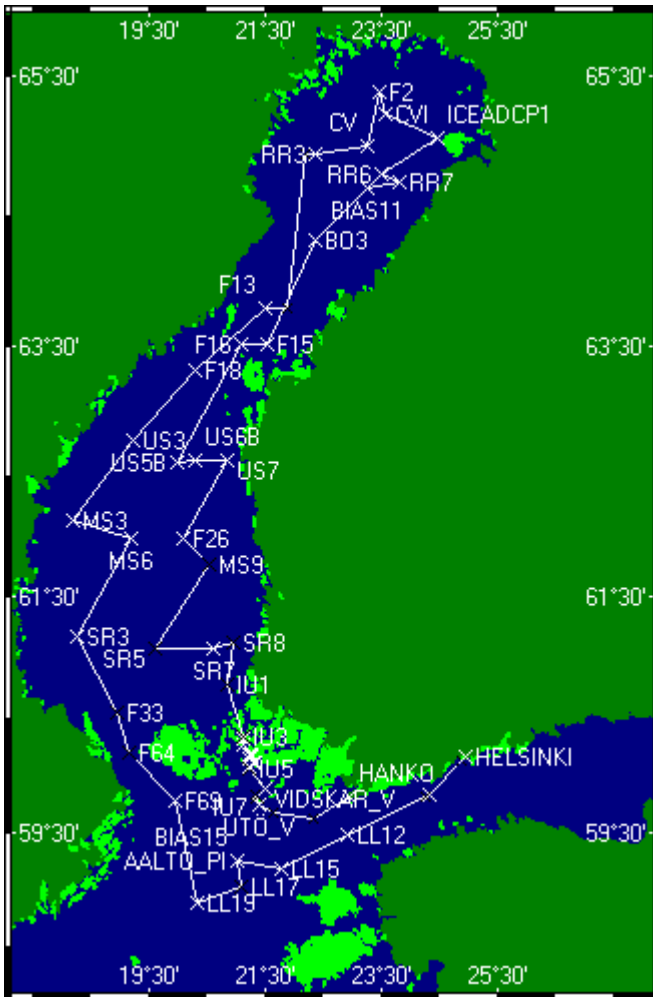 19°30' 21°30' 23°30' 25°30'
65°30' 65°30'
F2
CVI
CV
ICEADCP1
RR3
RR6
RR7
BIAS11
BO3
F13
63°30' 63°30'
F16
F15
F18
US3
US6B
US5B
US7
MS3
F26
MS6
MS9
61°30' 61°30'
SR3
SR8
SR5
SR7
IU1
F33
IU3
F64
HELSINKI
IU5
HANKO
F69
VIDSKAR_V
IU7
UTO_V
59°30' 59°30'
BIAS15
LL12
AALTO_PI
LL15
LL17
LL19
19°30' 21°30' 23°30' 25°30'